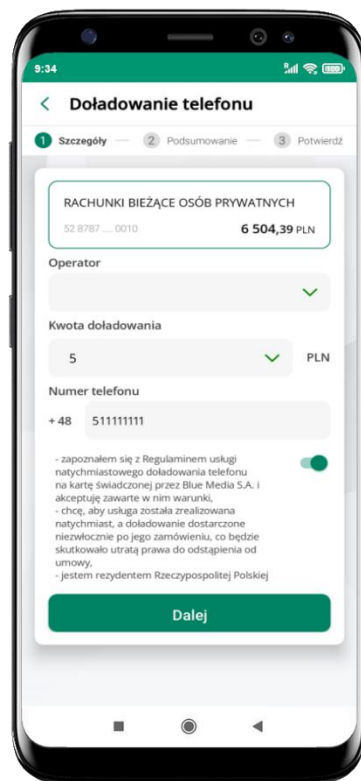 9:34
Doładowanie telefonu
1 Szczegóły 2 Podsumowanie 3 Potwierdź
RACHUNKI BIEŻĄCE OSÓB PRYWATNYCH
52 8787 .... 0010 6 504,39 PLN
Operator
Kwota doładowania
5 PLN
Numer telefonu
+ 48 511111111
- zapoznałem się z Regulaminem usługi
natychmiastowego doładowania telefonu
na kartę świadczonej przez Blue Media S.A. i
akceptuję zawarte w nim warunki,
- chcę, aby usługa została zrealizowana
natychmiast, a doładowanie dostarczone
niezwłocznie po jego zamówieniu, co będzie
skutkowało utratą prawa do odstąpienia od
umowy,
- jestem rezydentem Rzeczypospolitej Polskiej
Dalej